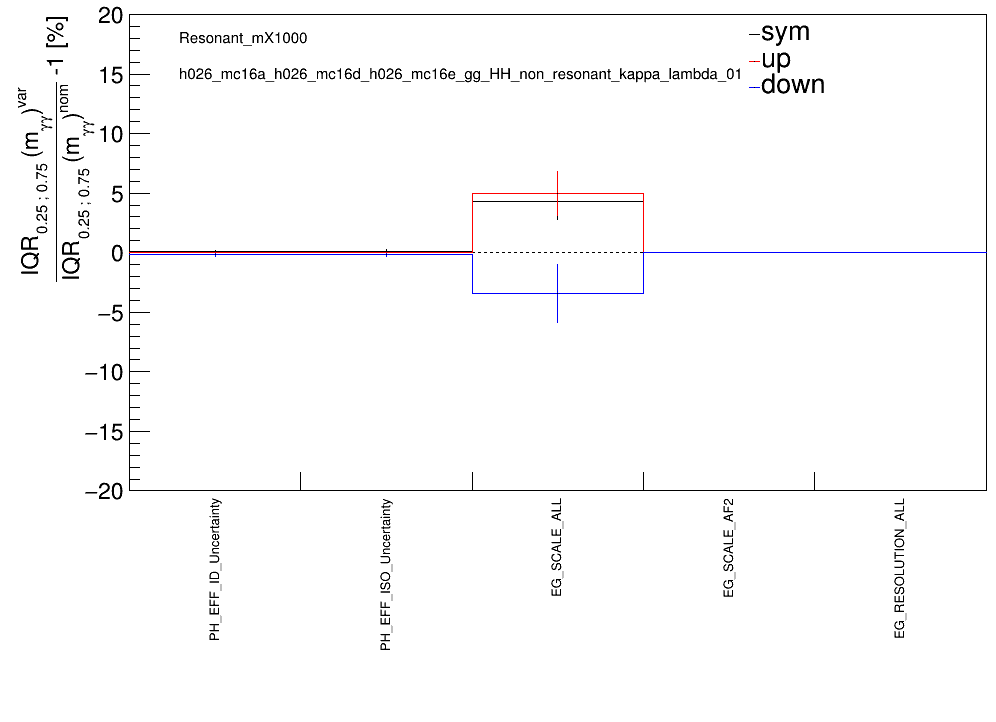 IQR0.25 ; 0.75 (mγγ)var
IQR0.25 ; 0.75 (mγγ)nom -1 [%]
Resonant_mX1000
h026_mc16a_h026_mc16d_h026_mc16e_gg_HH_non_resonant_kappa_lambda_01
sym
up
down
20
15
10
5
0
−5
−10
−15
−20
PH_EFF_ID_Uncertainty
PH_EFF_ISO_Uncertainty
EG_SCALE_ALL
EG_SCALE_AF2
EG_RESOLUTION_ALL